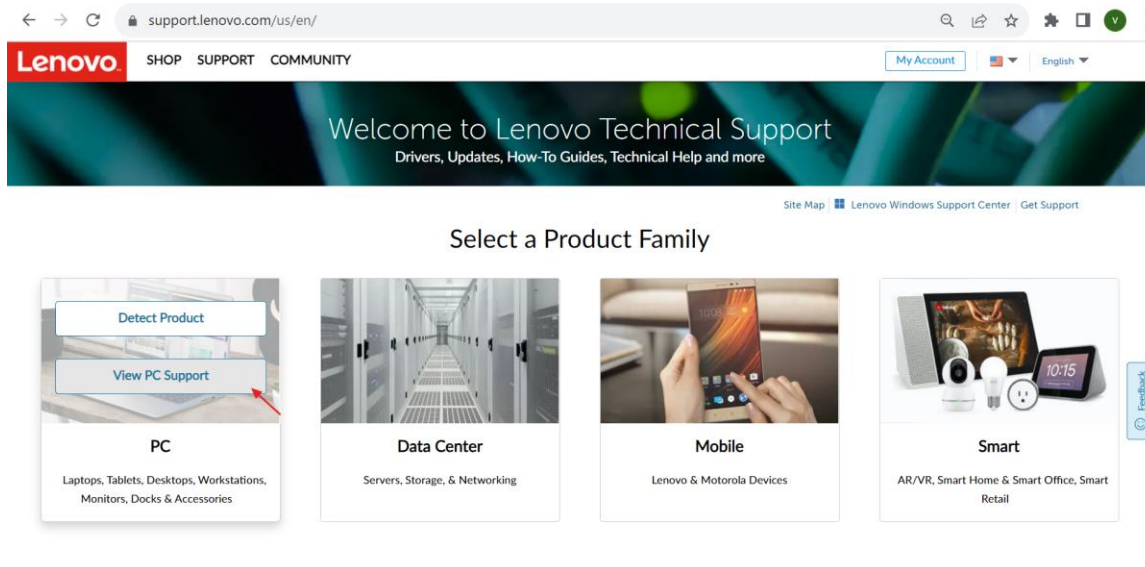 support.lenovo.com/us/en/
V
Lenovo. SHOP SUPPORT COMMUNITY My Account English
Welcome to Lenovo Technical Support
Drivers, Updates, How-To Guides, Technical Help and more
Site Map Lenovo Windows Support Center Get Support
Select a Product Family
Detect Product
View PC Support
PC
Laptops, Tablets, Desktops, Workstations,
Monitors, Docks & Accessories
Data Center
Servers, Storage, & Networking
10:08
Mobile
Lenovo & Motorola Devices
10:15
Smart
AR/VR, Smart Home & Smart Office, Smart
Retail
Feedback